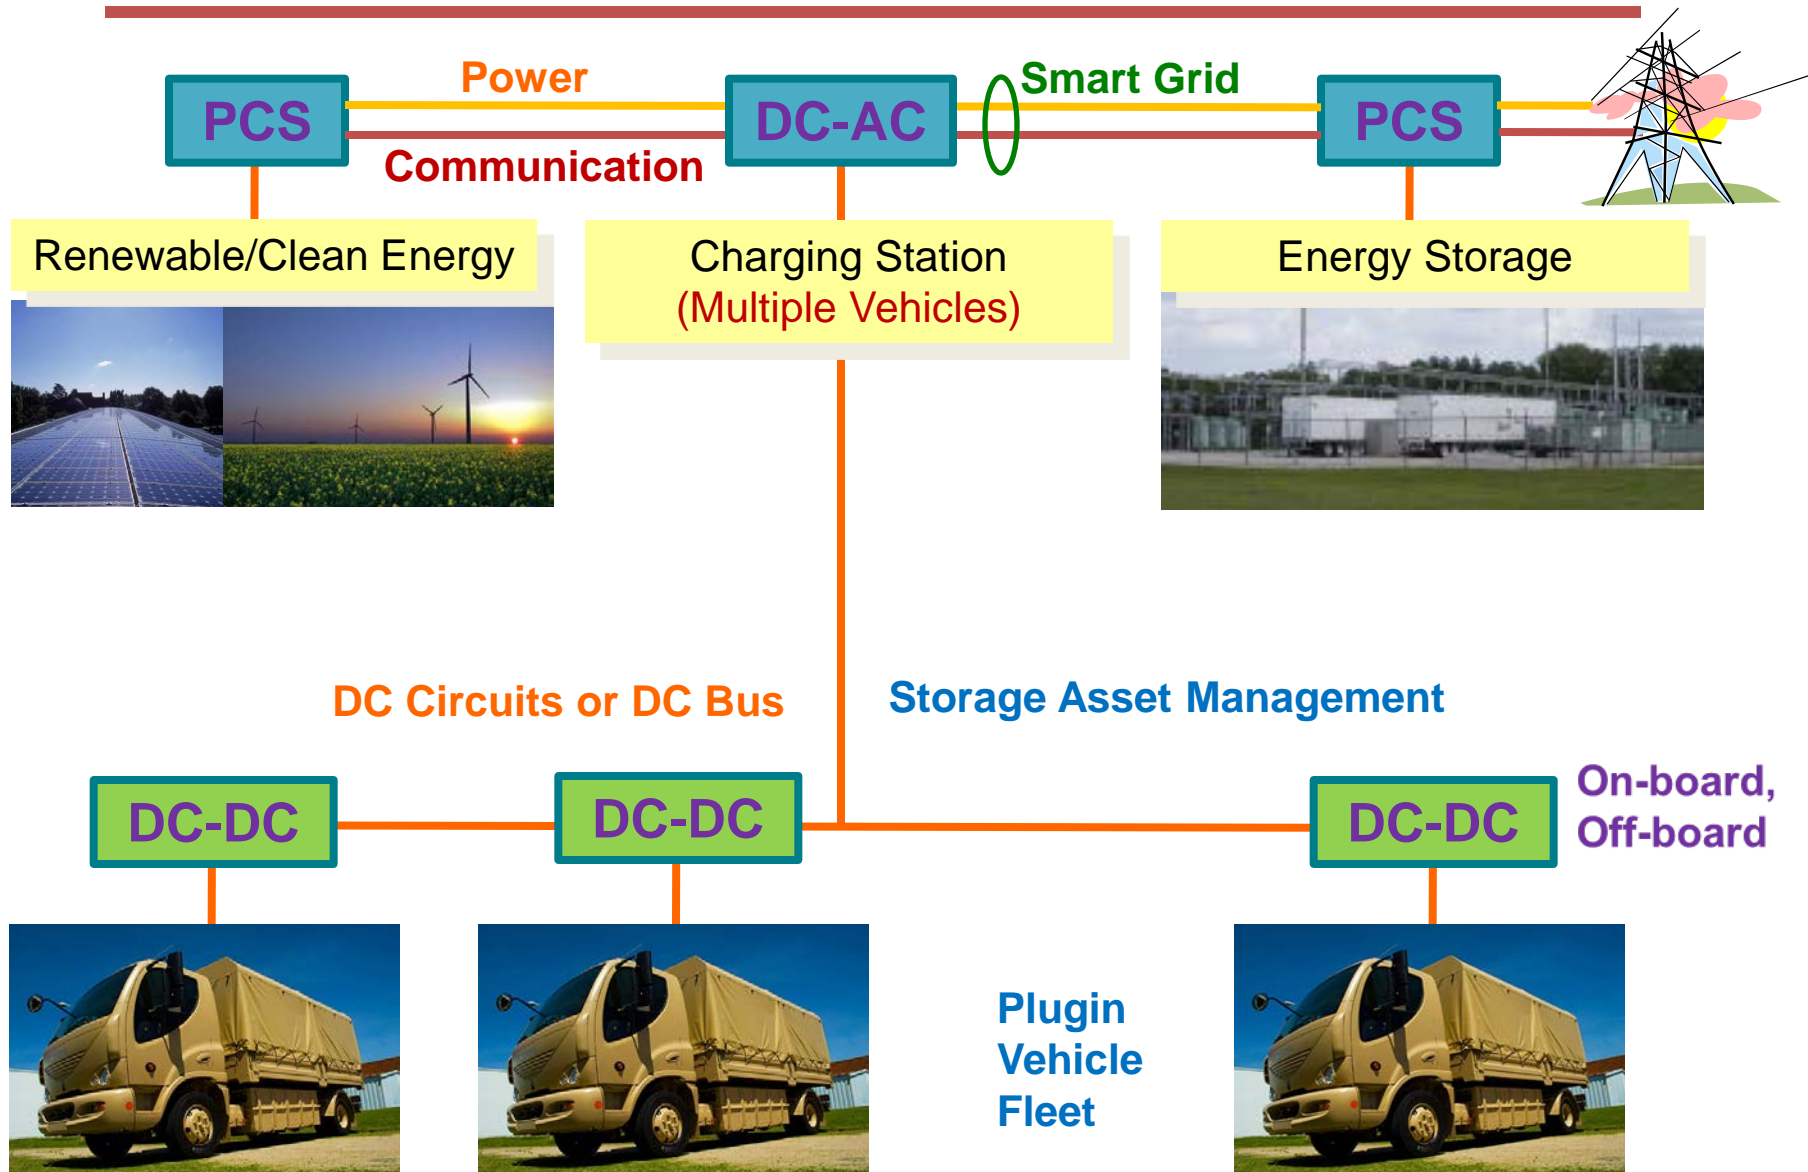 Power
Smart Grid
PCS
DC-AC
PCS
Communication
Renewable/Clean Energy
Charging Station
(Multiple Vehicles)
Energy Storage
DC Circuits or DC Bus
Storage Asset Management
DC-DC
DC-DC
DC-DC
On-board,
Off-board
Plugin
Vehicle
Fleet